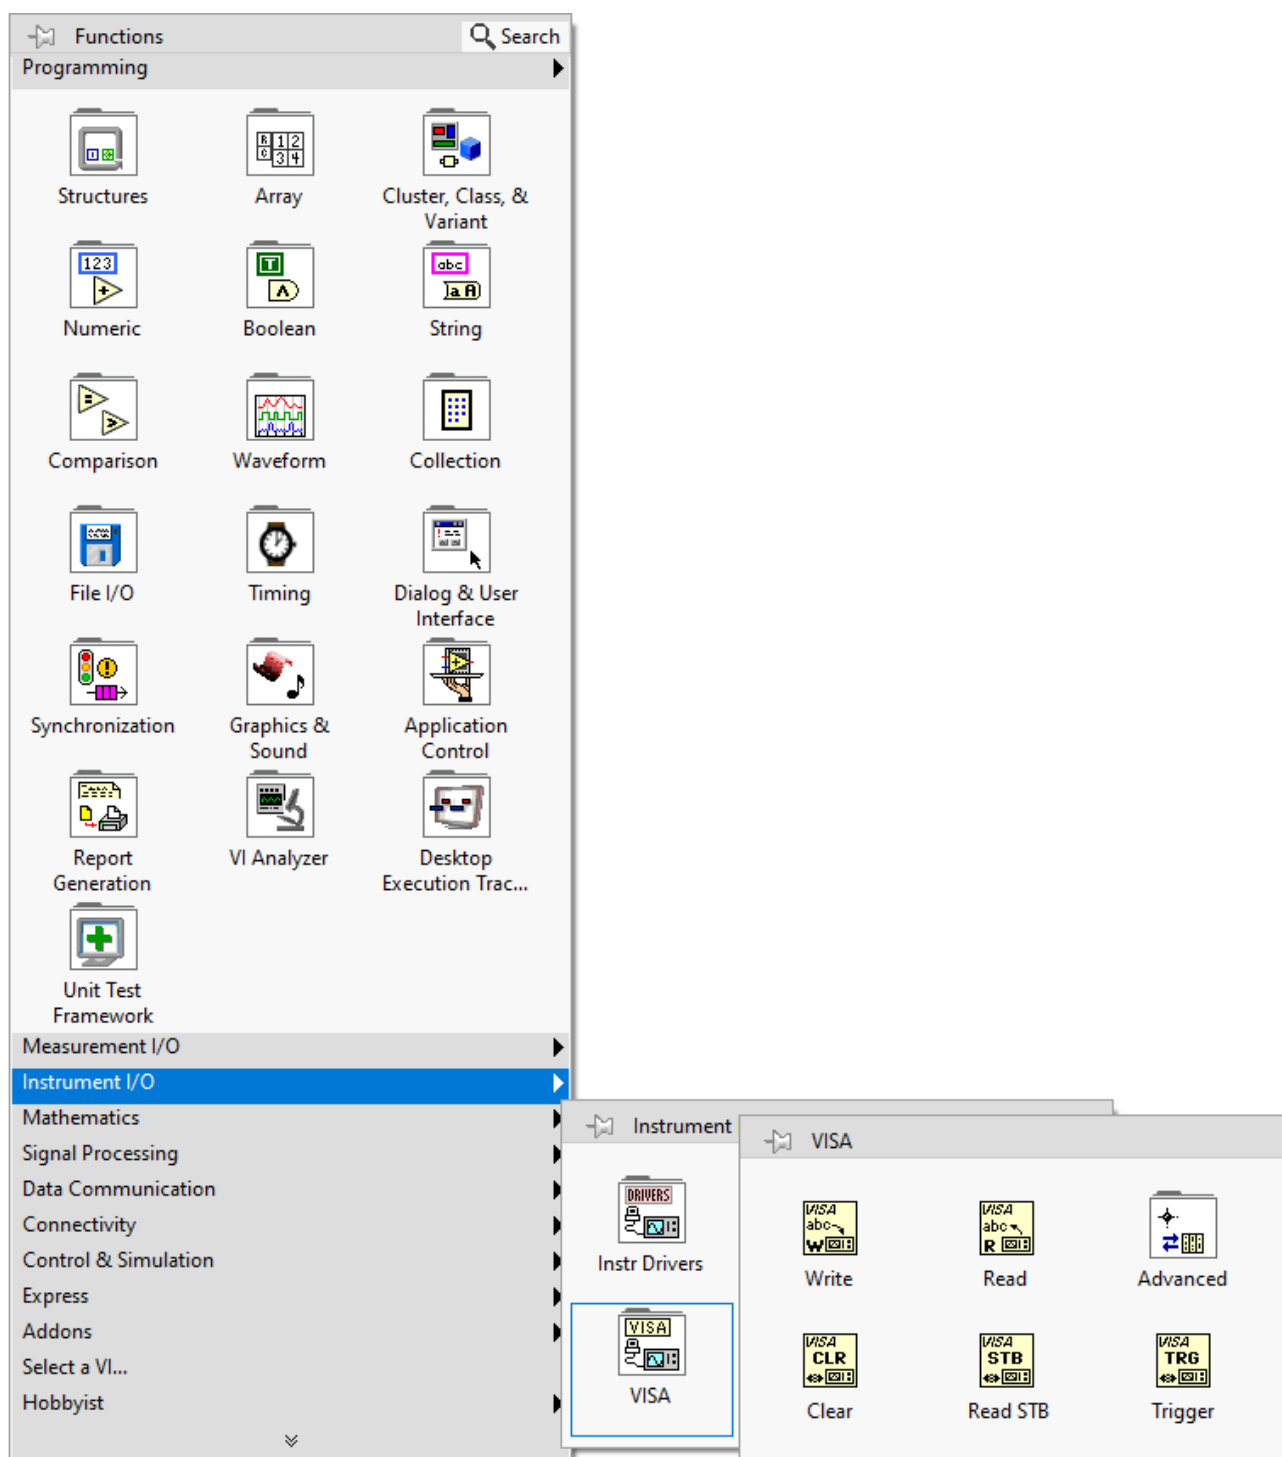 Functions
Search
Programming
Structures
Array
Cluster, Class, &
Variant
123
Numeric
Boolean
abc
a A
String
Comparison
Waveform
Collection
File I/O
Timing
Dialog & User
Interface
Synchronization
Graphics &
Sound
Application
Control
Report
Generation
VI Analyzer
Desktop
Execution Trac...
Unit Test
Framework
Measurement I/O
Instrument I/O
Mathematics
Signal Processing
Data Communication
Connectivity
Control & Simulation
Express
Addons
Select a VI...
Hobbyist
Instrument
DRIVERS
Instr Drivers
VISA
VISA
VISA
VISA
abc
W
Write
VISA
abc
R
Read
Advanced
VISA
CLR
Clear
VISA
STB
Read STB
VISA
TRG
Trigger